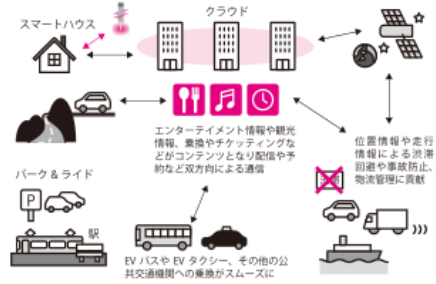 スマートハウス
クラウド
エンターテイメント情報や観光
情報、乗換やチケッティングな
どがコンテンツとなり配信や予
約など双方向による通信
位置情報や走行
情報による渋滞
回避や事故防止、
物流管理に貢献
パーク & ライド
P
駅
EV バスや EV タクシー、その他の公
共交通機関への乗換がスムーズに